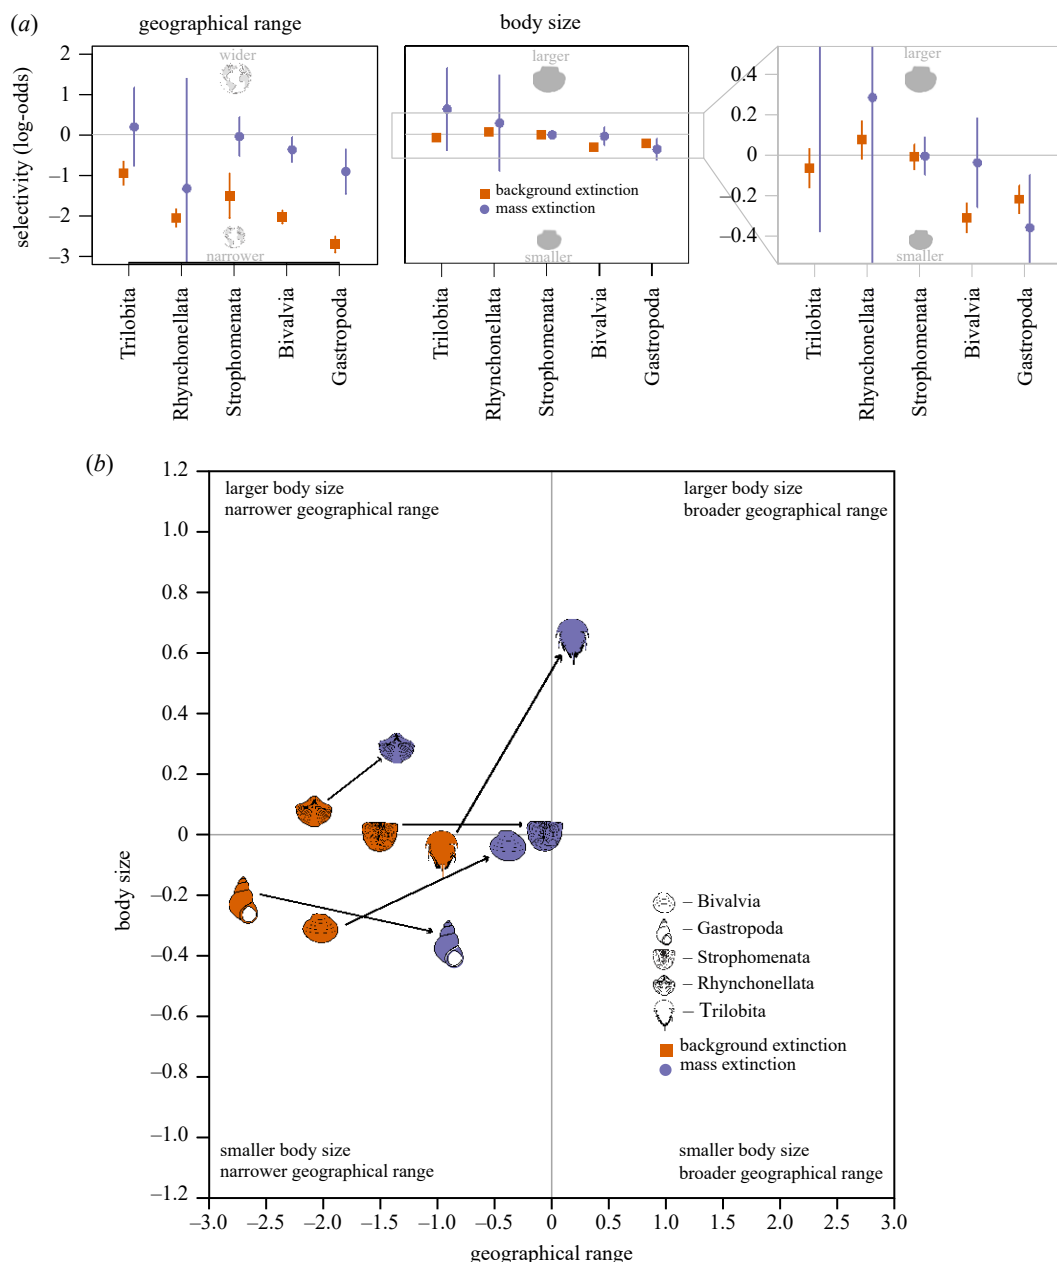 (a)
geographical range
body size
selectivity (log-odds)
2
1
0
–1
–2
–3
wider
narrower
Trilobita
Rhynchonellata
Strophomenata
Bivalvia
Gastropoda
larger
background extinction
mass extinction
smaller
Trilobita
Rhynchonellata
Strophomenata
Bivalvia
Gastropoda
0.4
0.2
0
–0.2
–0.4
larger
smaller
Trilobita
Rhynchonellata
Strophomenata
Bivalvia
Gastropoda
(b)
body size
1.2
1.0
0.8
0.6
0.4
0.2
0
–0.2
–0.4
–0.6
–0.8
–1.0
–1.2
larger body size
narrower geographical range
larger body size
broader geographical range
– Bivalvia
– Gastropoda
– Strophomenata
– Rhynchonellata
– Trilobita
background extinction
mass extinction
smaller body size
narrower geographical range
smaller body size
broader geographical range
–3.0 –2.5 –2.0 –1.5 –1.0 –0.5 0 0.5 1.0 1.5 2.0 2.5 3.0
geographical range